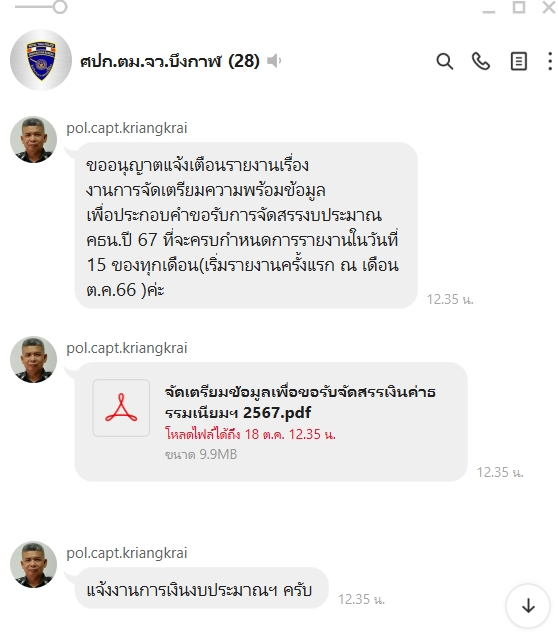 ศปก.ตม.จว.บึงกาฬ (28)
pol.capt.kriangkrai
ขออนุญาตแจ้งเตือนรายงานเรื่อง
งานการจัดเตรียมความพร้อมข้อมูล
เพื่อประกอบคำขอรับการจัดสรรงบประมาณ
คธน.ปี 67 ที่จะครบกำหนดการรายงานในวันที่
15 ของทุกเดือน(เริ่มรายงานครั้งแรก ณ เดือน
ต.ค.66 )ค่ะ
12.35 น.
pol.capt.kriangkrai
จัดเตรียมข้อมูลเพื่อขอรับจัดสรรเงินค่าธ
รรมเนียมฯ 2567.pdf
โหลดไฟล์ได้ถึง 18 ต.ค. 12.35 น.
ขนาด 9.9MB
12.35 น.
pol.capt.kriangkrai
แจ้งงานการเงินงบประมาณฯ ครับ
12.35 น.